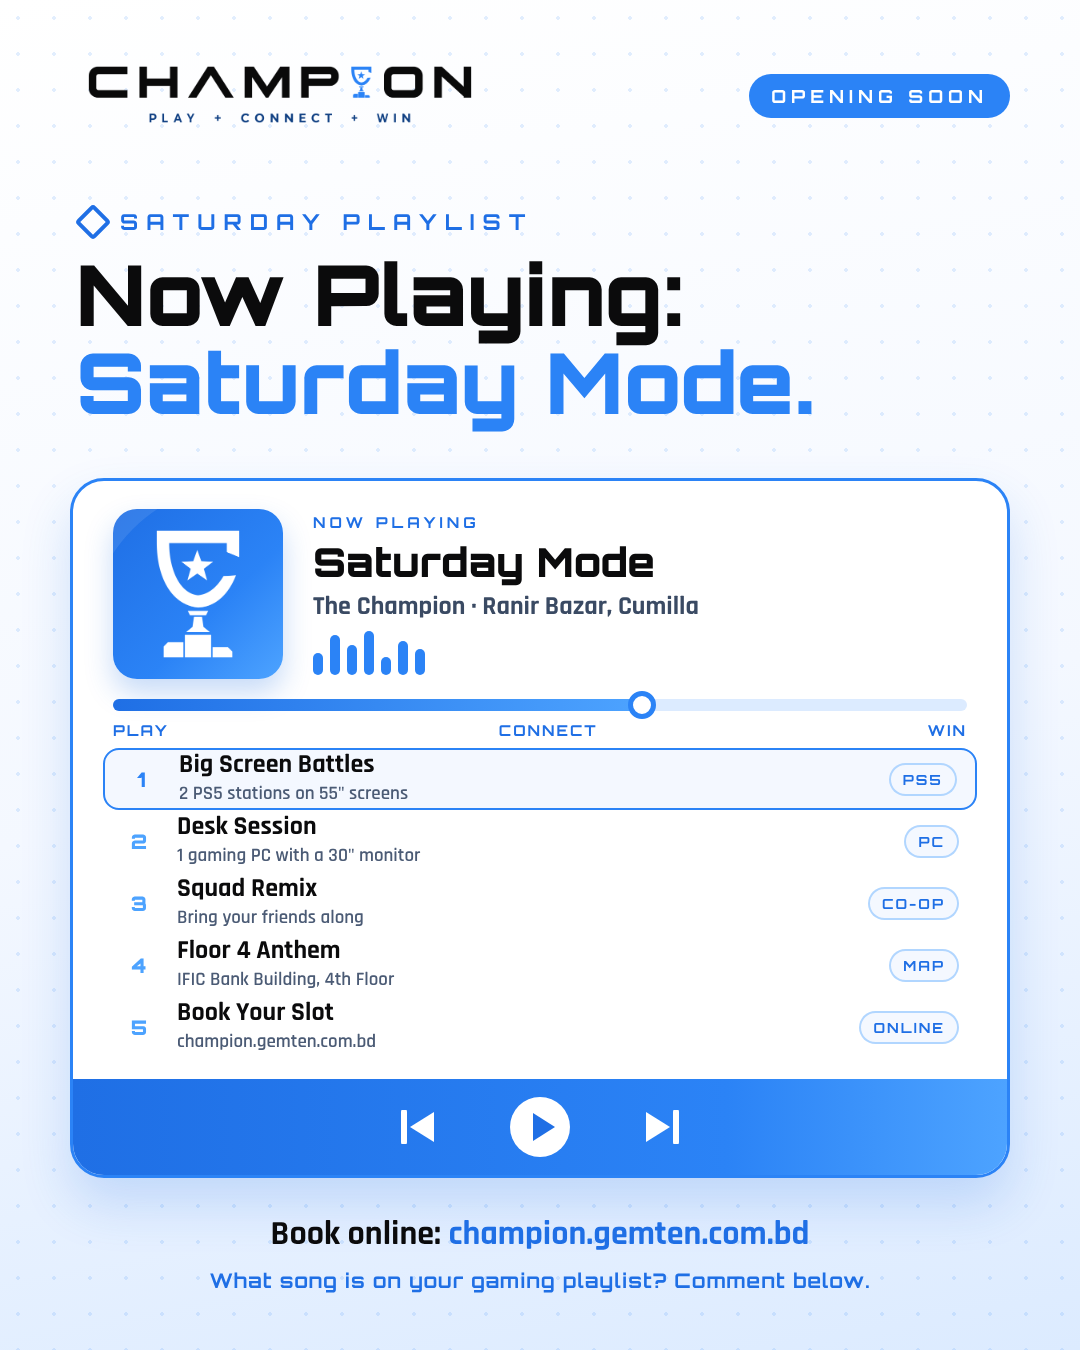 CHAMPION
PLAY + CONNECT + WIN
OPENING SOON
SATURDAY PLAYLIST
Now Playing:
Saturday Mode.
NOW PLAYING
Saturday Mode
The Champion · Ranir Bazar, Cumilla
PLAY CONNECT WIN
1 Big Screen Battles PS5
2 PS5 stations on 55" screens
2 Desk Session PC
1 gaming PC with a 30" monitor
3 Squad Remix CO-OP
Bring your friends along
4 Floor 4 Anthem MAP
IFIC Bank Building, 4th Floor
5 Book Your Slot ONLINE
champion.gemten.com.bd
Book online: champion.gemten.com.bd
What song is on your gaming playlist? Comment below.